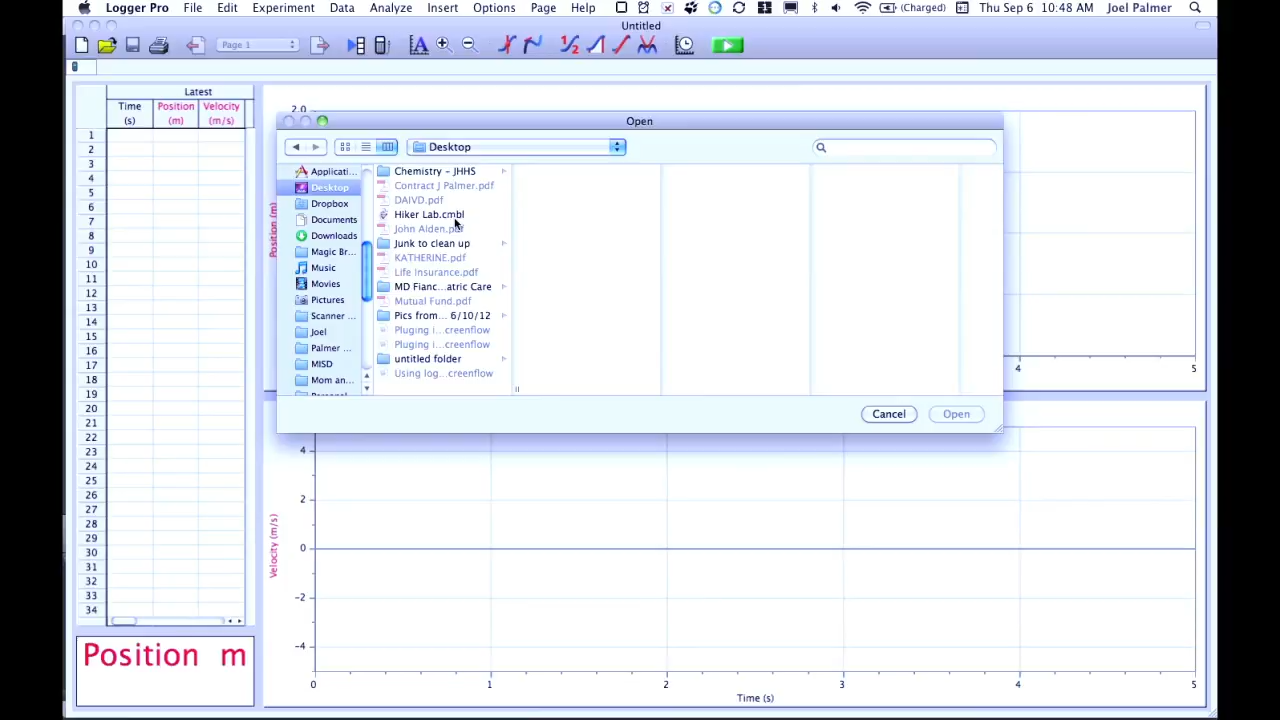 Logger Pro File Edit Experiment Data Analyze Insert Options Page Help (Charged) Thu Sep 6 10:48 AM Joel Palmer
Untitled
Page 1
Latest
Time Position Velocity
(s) (m) (m/s)
1
2
3
4
5
6
7
8
9
10
11
12
13
14
15
16
17
18
19
20
21
22
23
24
25
26
27
28
29
30
31
32
33
34
Position m
2.0
Position (m)
4 5
Open
Desktop
Applicati...
Desktop
Dropbox
Documents
Downloads
Magic Br...
Music
Movies
Pictures
Scanner ...
Joel
Palmer ...
MISD
Mom an...
Personal
Chemistry - JHHS
Contract J Palmer.pdf
DAIVD.pdf
Hiker Lab.cmbl
John Alden.pdf
Junk to clean up
KATHERINE.pdf
Life Insurance.pdf
MD Fianc...atric Care
Mutual Fund.pdf
Pics from... 6/10/12
Pluging i...creenflow
Pluging i...creenflow
untitled folder
Using log...creenflow
Cancel Open
Velocity (m/s)
4
2
0
-2
-4
0 1 2 3 4 5
Time (s)